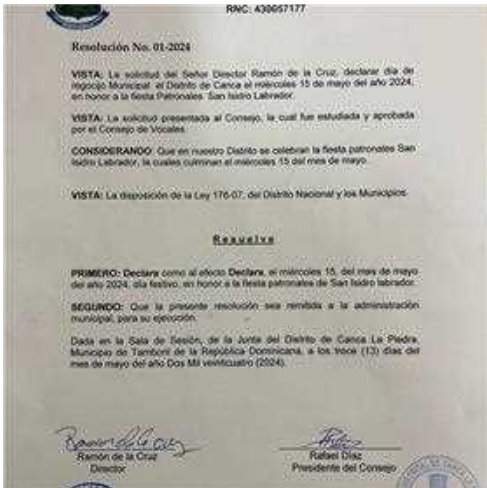 RNC: 430057177
Resolución No. 01-2024
VISTA: La solicitud del Señor Director Ramón de la Cruz, declarar día de
regocijo Municipal el Distrito de Canca el miércoles 15 de mayo del año 2024,
en honor a la fiesta Patronales San Isidro Labrador.
VISTA: La solicitud presentada al Consejo, la cual fue estudiada y aprobada
por el Consejo de Vocales.
CONSIDERANDO: Que en nuestro Distrito se celebran la fiesta patronales San
Isidro Labrador, la cuales culminan el miércoles 15 del mes de mayo.
VISTA: La disposición de la Ley 176-07, del Distrito Nacional y los Municipios.
Resuelve
PRIMERO: Declara como al efecto Declara, el miércoles 15, del mes de mayo
del año 2024, día festivo, en honor a la fiesta patronales de San Isidro labrador.
SEGUNDO: Que la presente resolución sea remitida a la administración
municipal, para su ejecución.
Dada en la Sala de Sesión, de la Junta del Distrito de Canca La Piedra,
Municipio de Tamboril de la República Dominicana, a los trece (13) días del
mes de mayo del año Dos Mil veinticuatro (2024).
Ramón de la Cruz
Rafael Díaz
Director
Presidente del Consejo